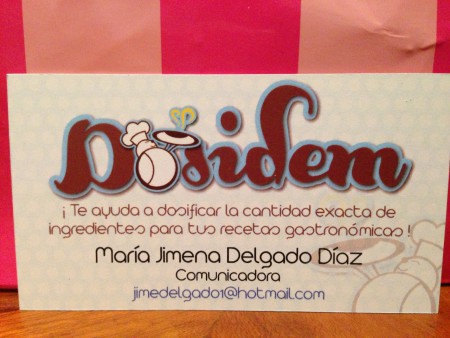 Dosidem
¡ Te ayuda a dosificar la cantidad exacta de
ingredientes para tus recetas gastronómicas !
María Jimena Delgado Díaz
Comunicadora
jimedelgado1@hotmail.com